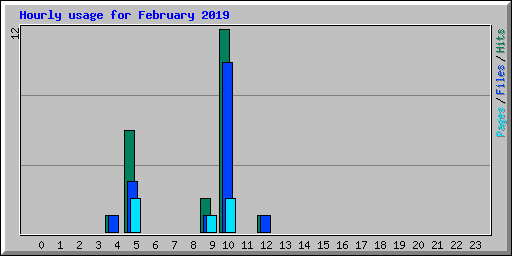 Hourly usage for February 2019
12
Pages/Files/Hits
0 1 2 3 4 5 6 7 8 9 10 11 12 13 14 15 16 17 18 19 20 21 22 23